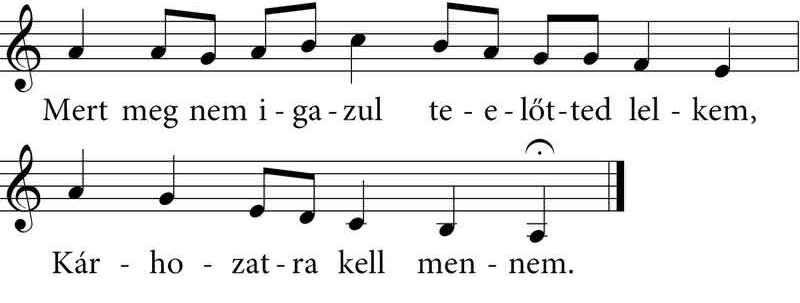 Mert meg nem i - ga - zul te - e - lőt - ted lel - kem,
Kár - ho - zat - ra kell men - nem.